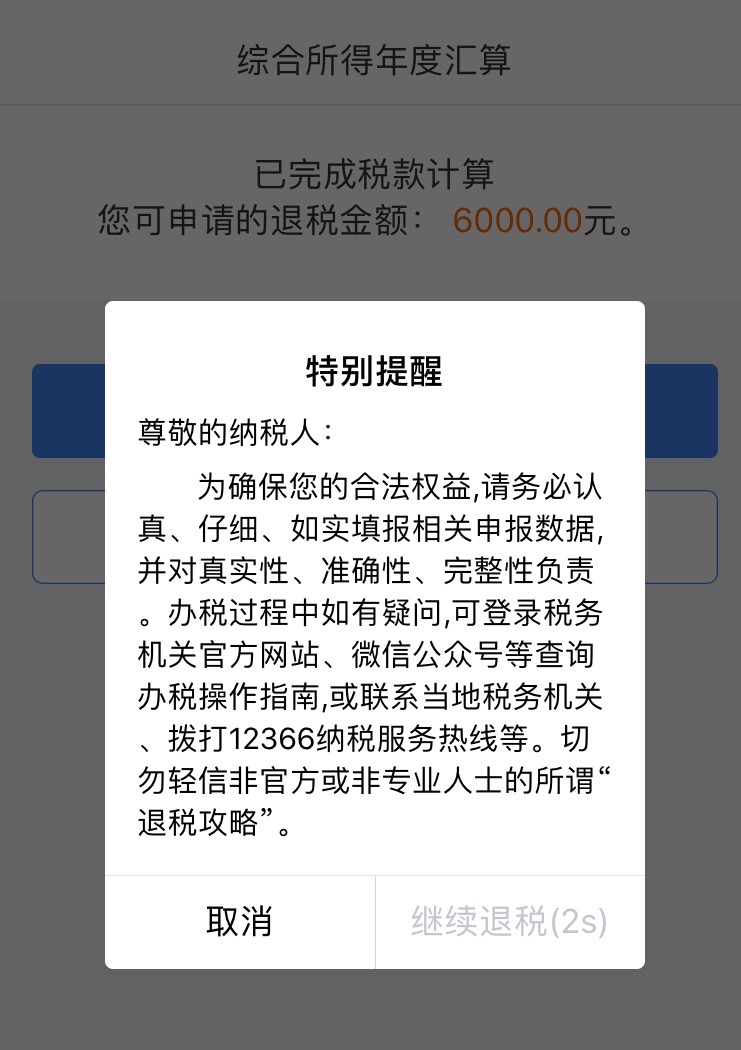 综合所得年度汇算
已完成税款计算
您可申请的退税金额： 6000.00元。
特别提醒
尊敬的纳税人：
为确保您的合法权益,请务必认
真、仔细、如实填报相关申报数据,
并对真实性、准确性、完整性负责
。办税过程中如有疑问,可登录税务
机关官方网站、微信公众号等查询
办税操作指南,或联系当地税务机关
、拨打12366纳税服务热线等。切
勿轻信非官方或非专业人士的所谓“
退税攻略”。
取消
继续退税(2s)